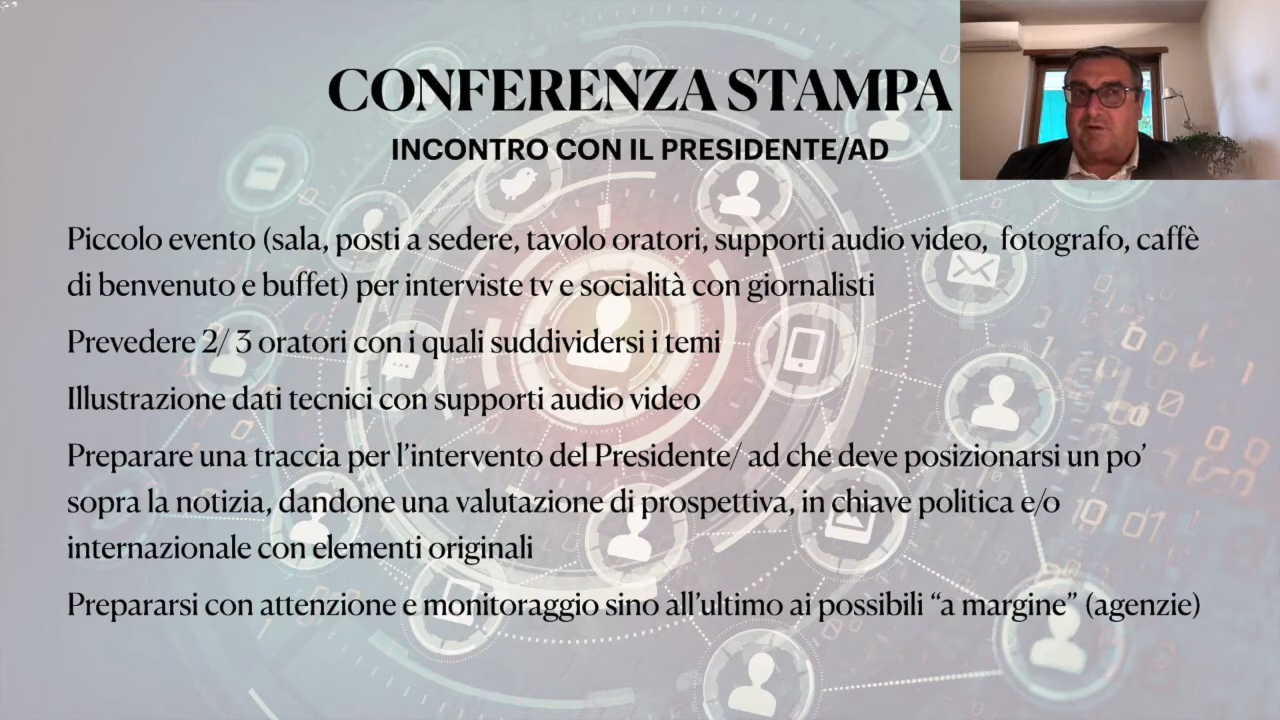 CONFERENZA STAMPA
INCONTRO CON IL PRESIDENTE/AD
Piccolo evento (sala, posti a sedere, tavolo oratori, supporti audio video, fotografo, caffè
di benvenuto e buffet) per interviste tv e socialità con giornalisti
Prevedere 2/ 3 oratori con i quali suddividersi i temi
Illustrazione dati tecnici con supporti audio video
Preparare una traccia per l’intervento del Presidente/ ad che deve posizionarsi un po’
sopra la notizia, dandone una valutazione di prospettiva, in chiave politica e/o
internazionale con elementi originali
Prepararsi con attenzione e monitoraggio sino all’ultimo ai possibili “a margine” (agenzie)